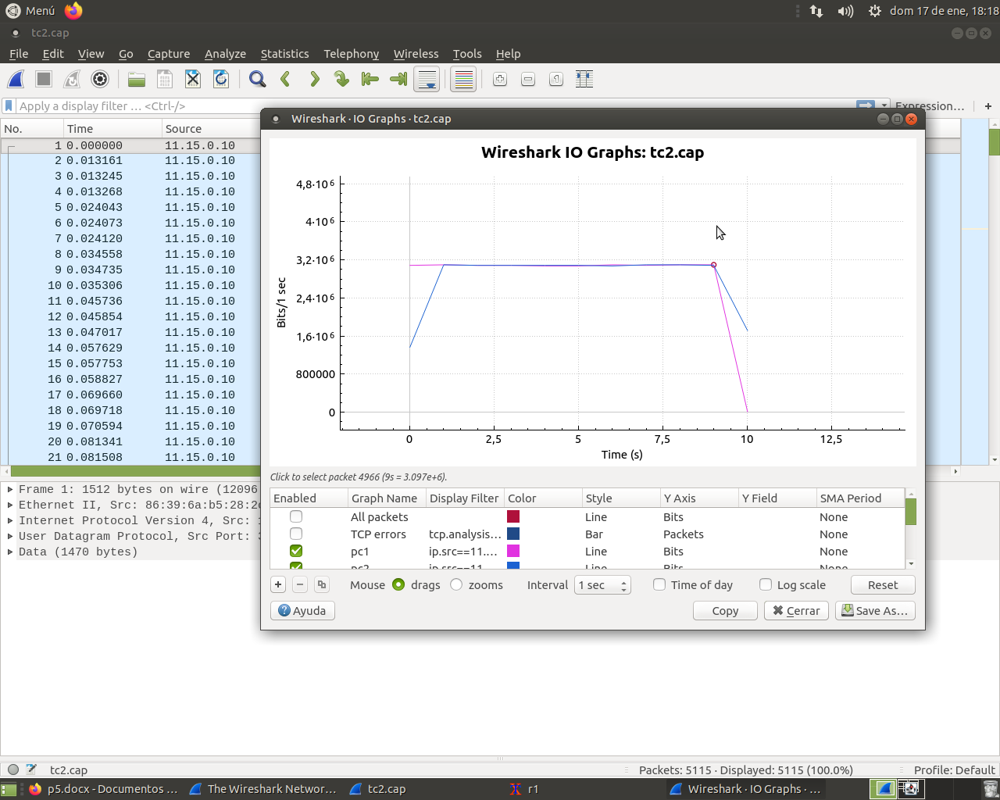 Menú
dom 17 de ene, 18:18
tc2.cap
File Edit View Go Capture Analyze Statistics Telephony Wireless Tools Help
Apply a display filter … <Ctrl-/>
Expression…
+
No. Time Source
1 0.000000 11.15.0.10
2 0.013161 11.15.0.10
3 0.013245 11.15.0.10
4 0.013268 11.15.0.10
5 0.024043 11.15.0.10
6 0.024073 11.15.0.10
7 0.024120 11.15.0.10
8 0.034558 11.15.0.10
9 0.034735 11.15.0.10
10 0.035306 11.15.0.10
11 0.045736 11.15.0.10
12 0.045854 11.15.0.10
13 0.047017 11.15.0.10
14 0.057629 11.15.0.10
15 0.057753 11.15.0.10
16 0.058827 11.15.0.10
17 0.069660 11.15.0.10
18 0.069718 11.15.0.10
19 0.070594 11.15.0.10
20 0.081341 11.15.0.10
21 0.081508 11.15.0.10
Frame 1: 1512 bytes on wire (12096
Ethernet II, Src: 86:39:6a:b5:28:2
Internet Protocol Version 4, Src:
User Datagram Protocol, Src Port:
Data (1470 bytes)
Wireshark · IO Graphs · tc2.cap
Wireshark IO Graphs: tc2.cap
4,8·10⁶
4·10⁶
3,2·10⁶
2,4·10⁶
1,6·10⁶
800000
0
Bits/1 sec
0 2,5 5 7,5 10 12,5
Time (s)
Click to select packet 4966 (9s = 3.097e+6).
Enabled Graph Name Display Filter Color Style Y Axis Y Field SMA Period
All packets Line Bits None
TCP errors tcp.analysis… Bar Packets None
pc1 ip.src==11.… Line Bits None
pc2 ip.src==11 Line Bits None
Mouse drags zooms Interval 1 sec Time of day Log scale Reset
Ayuda Copy Cerrar Save As…
tc2.cap
Packets: 5115 · Displayed: 5115 (100.0%)
Profile: Default
p5.docx - Documentos …
The Wireshark Networ…
tc2.cap
r1
Wireshark · IO Graphs · …